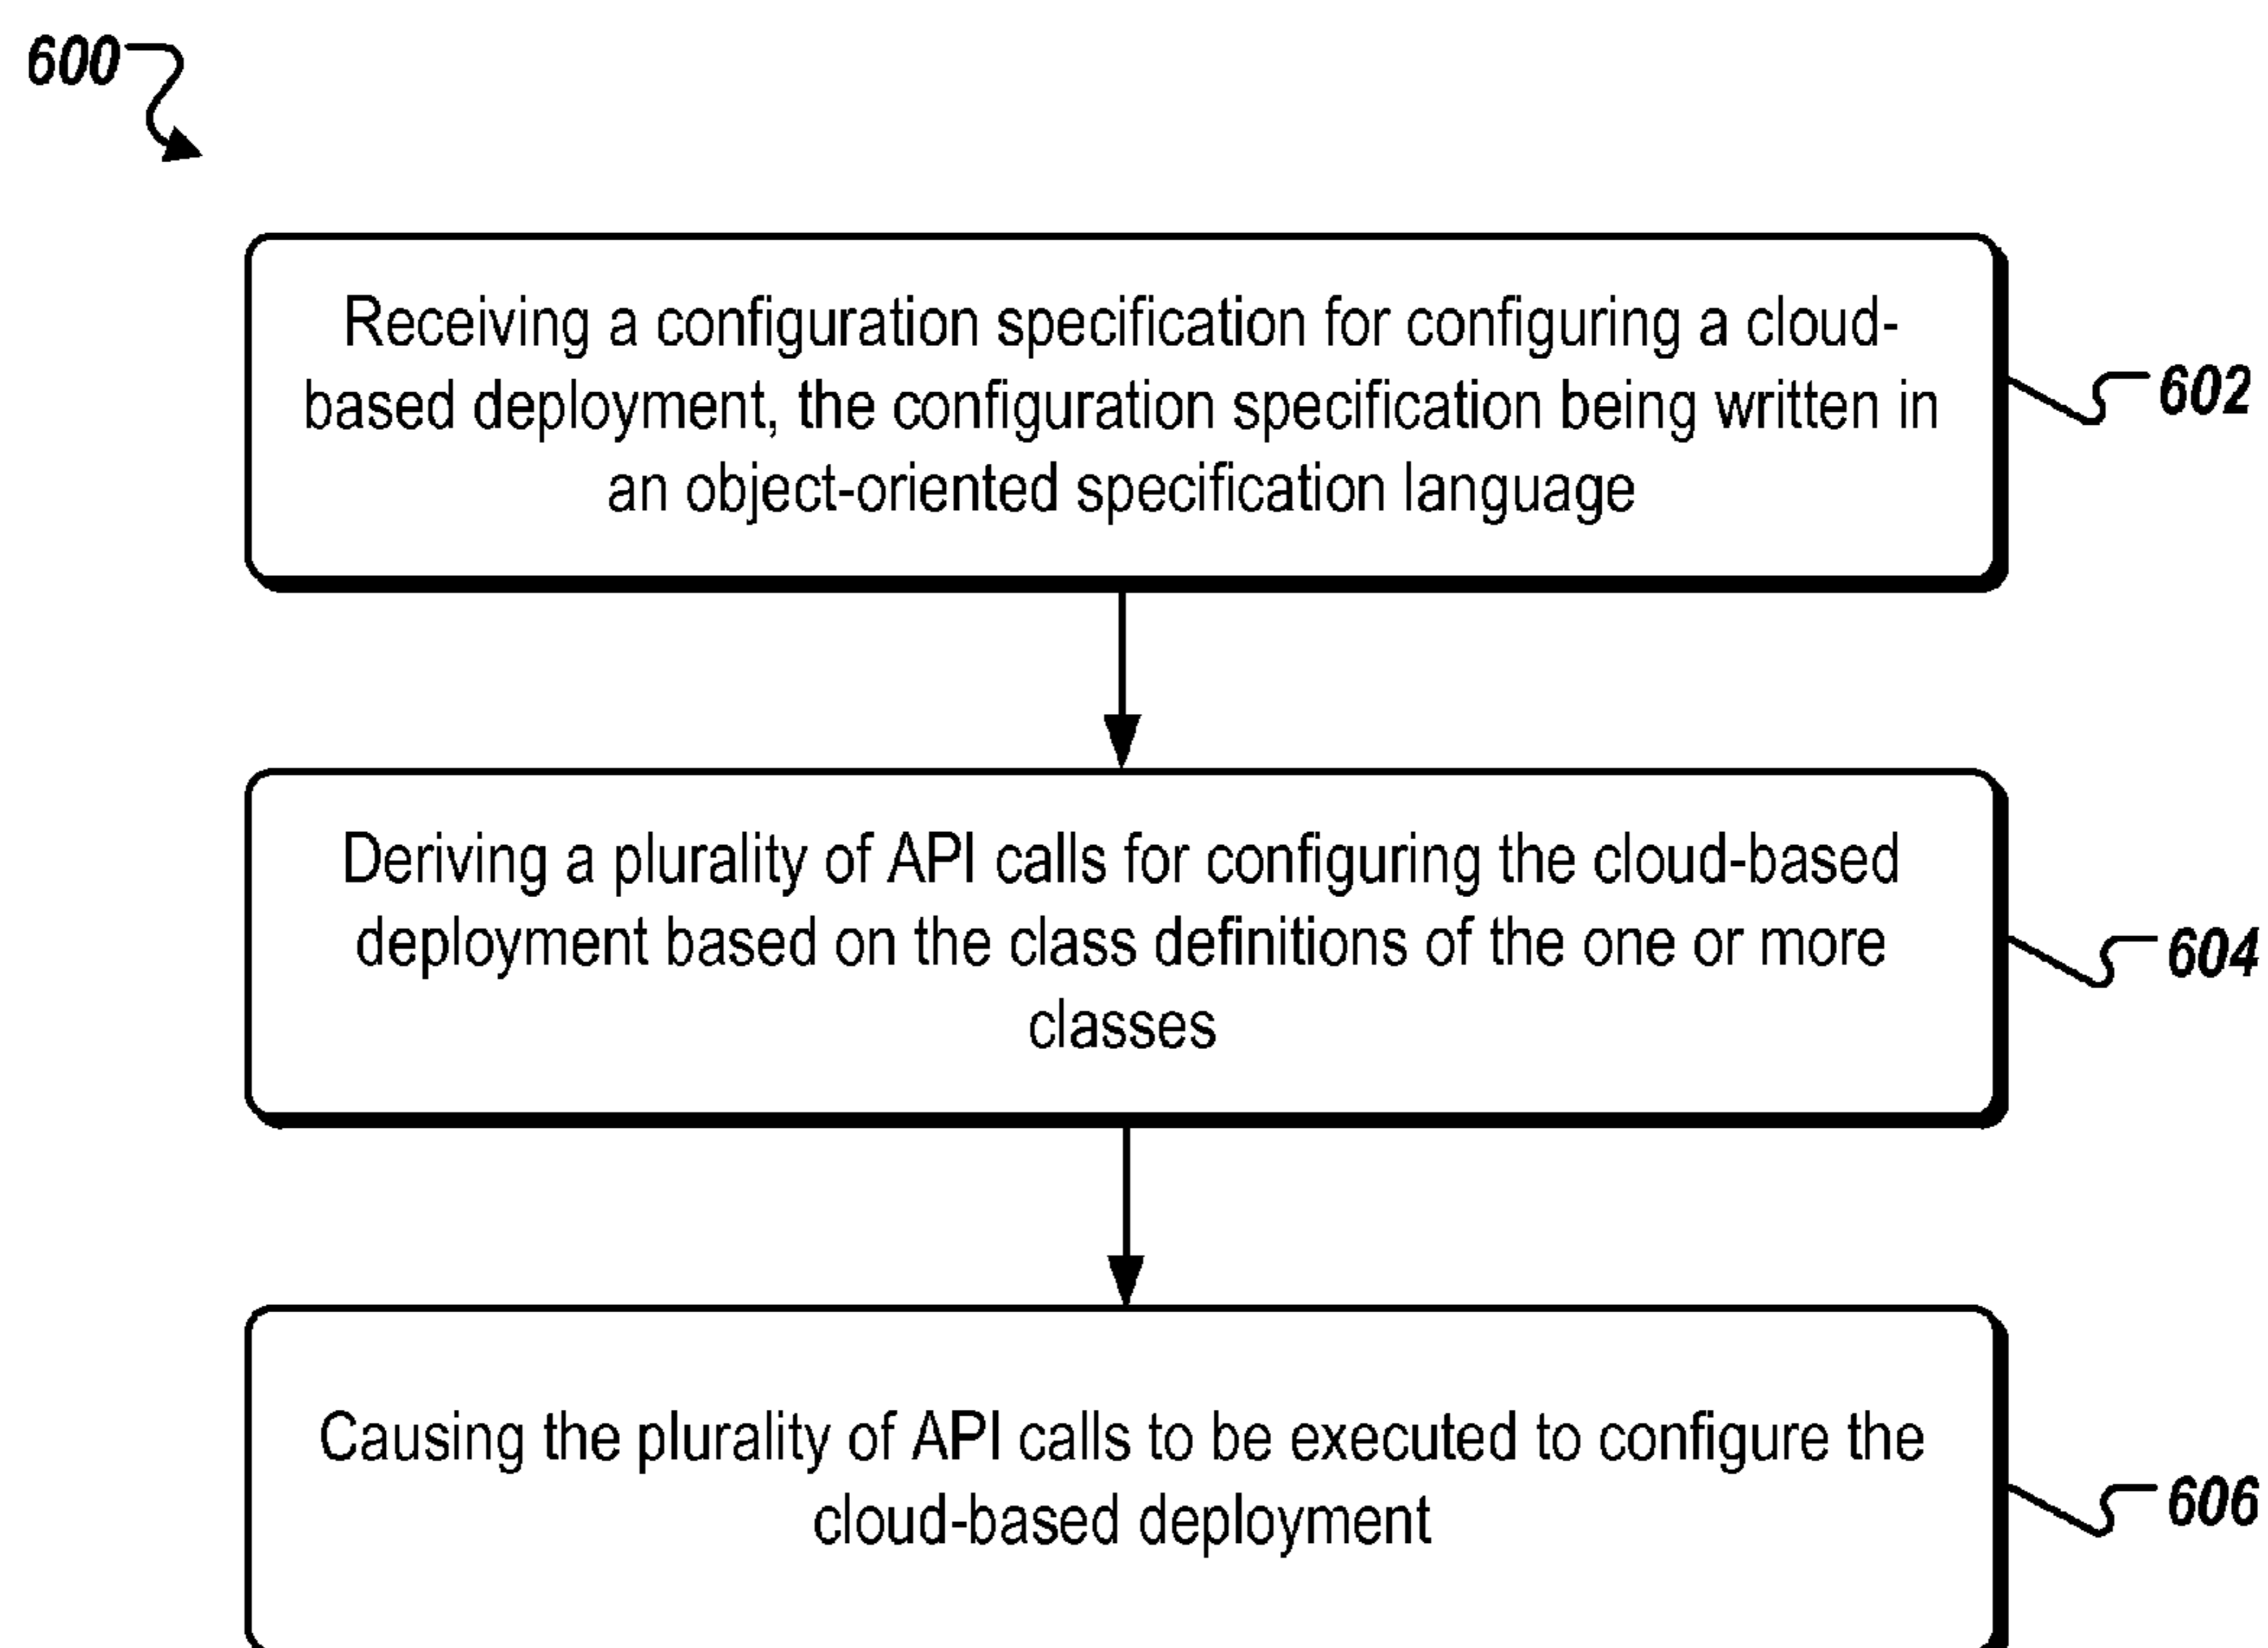 600
Receiving a configuration specification for configuring a cloud-
based deployment, the configuration specification being written in
an object-oriented specification language
602
Deriving a plurality of API calls for configuring the cloud-based
deployment based on the class definitions of the one or more
classes
604
Causing the plurality of API calls to be executed to configure the
cloud-based deployment
606